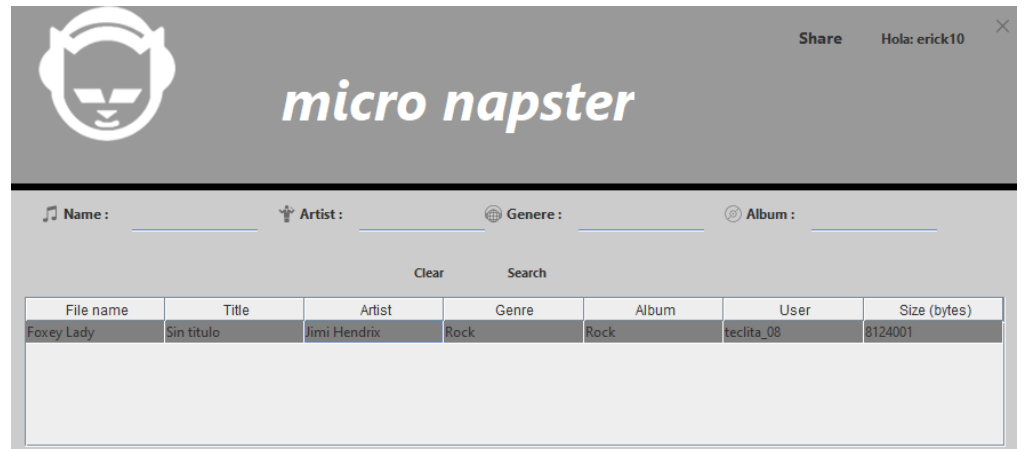 Share Hola: erick10
micro napster
Name : Artist : Genere : Album :
Clear Search
File name Title Artist Genre Album User Size (bytes)
Foxey Lady Sin titulo Jimi Hendrix Rock Rock teclita_08 8124001